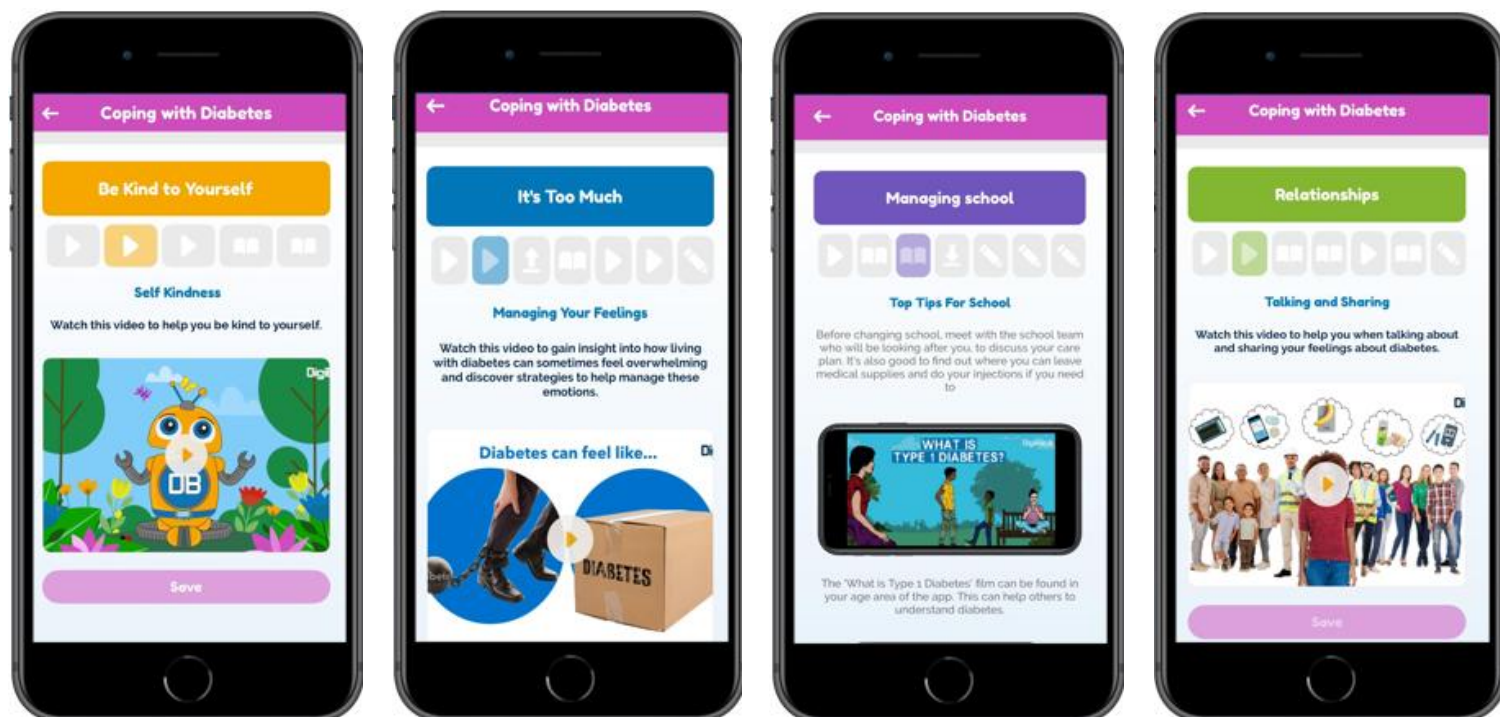 Coping with Diabetes
Be Kind to Yourself
Self Kindness
Watch this video to help you be kind to yourself.
DB
Save
Coping with Diabetes
It's Too Much
Managing Your Feelings
Watch this video to gain insight into how living
with diabetes can sometimes feel overwhelming
and discover strategies to help manage these
emotions.
Diabetes can feel like...
Di
DIABETES
Coping with Diabetes
Managing school
Top Tips For School
Before changing school, meet with the school team
who will be looking after you, to discuss your care
plan. It's also good to find out where you can leave
medical supplies and do your injections if you need
to
WHAT IS
TYPE 1 DIABETES?
The 'What is Type 1 Diabetes' film can be found in
your age area of the app. This can help others to
understand diabetes.
Coping with Diabetes
Relationships
Talking and Sharing
Watch this video to help you when talking about
and sharing your feelings about diabetes.
Di
Save